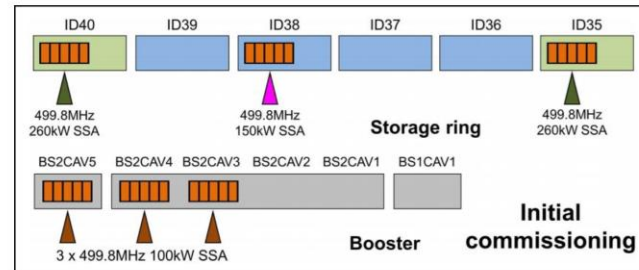 ID40 ID39 ID38 ID37 ID36 ID35
499.8MHz 499.8MHz 499.8MHz
260kW SSA 150kW SSA 260kW SSA
Storage ring
BS2CAV5 BS2CAV4 BS2CAV3 BS2CAV2 BS2CAV1 BS1CAV1
3 x 499.8MHz 100kW SSA
Booster
Initial
commissioning